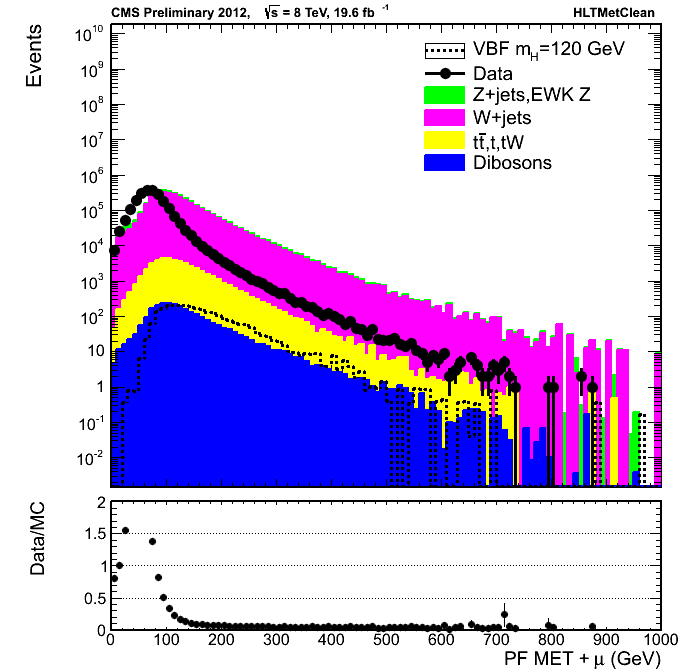 CMS Preliminary 2012, √s = 8 TeV, 19.6 fb⁻¹ HLTMetClean
Events
10¹⁰
10⁹
10⁸
10⁷
10⁶
10⁵
10⁴
10³
10²
10
1
10⁻¹
10⁻²
VBF m_H=120 GeV
Data
Z+jets,EWK Z
W+jets
tt̅,t,tW
Dibosons
Data/MC
2
1.5
1
0.5
0
0 100 200 300 400 500 600 700 800 900 1000
PF MET + μ (GeV)